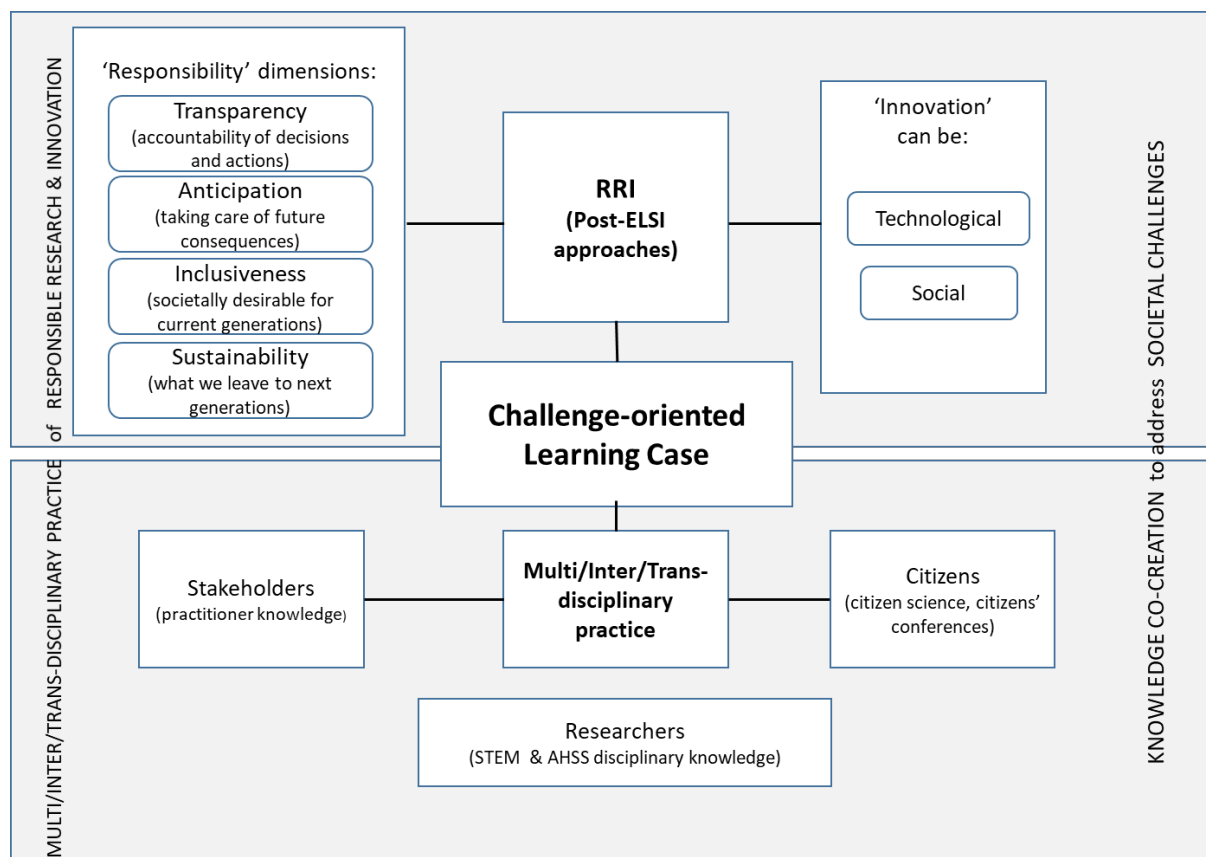 MULTI/INTER/TRANS-DISCIPLINARY PRACTICE of RESPONSIBLE RESEARCH & INNOVATION
‘Responsibility’ dimensions:
Transparency
(accountability of decisions
and actions)
Anticipation
(taking care of future
consequences)
Inclusiveness
(societally desirable for
current generations)
Sustainability
(what we leave to next
generations)
RRI
(Post-ELSI
approaches)
‘Innovation’
can be:
Technological
Social
Challenge-oriented
Learning Case
Stakeholders
(practitioner knowledge)
Multi/Inter/Trans-
disciplinary
practice
Citizens
(citizen science, citizens’
conferences)
Researchers
(STEM & AHSS disciplinary knowledge)
KNOWLEDGE CO-CREATION to address SOCIETAL CHALLENGES